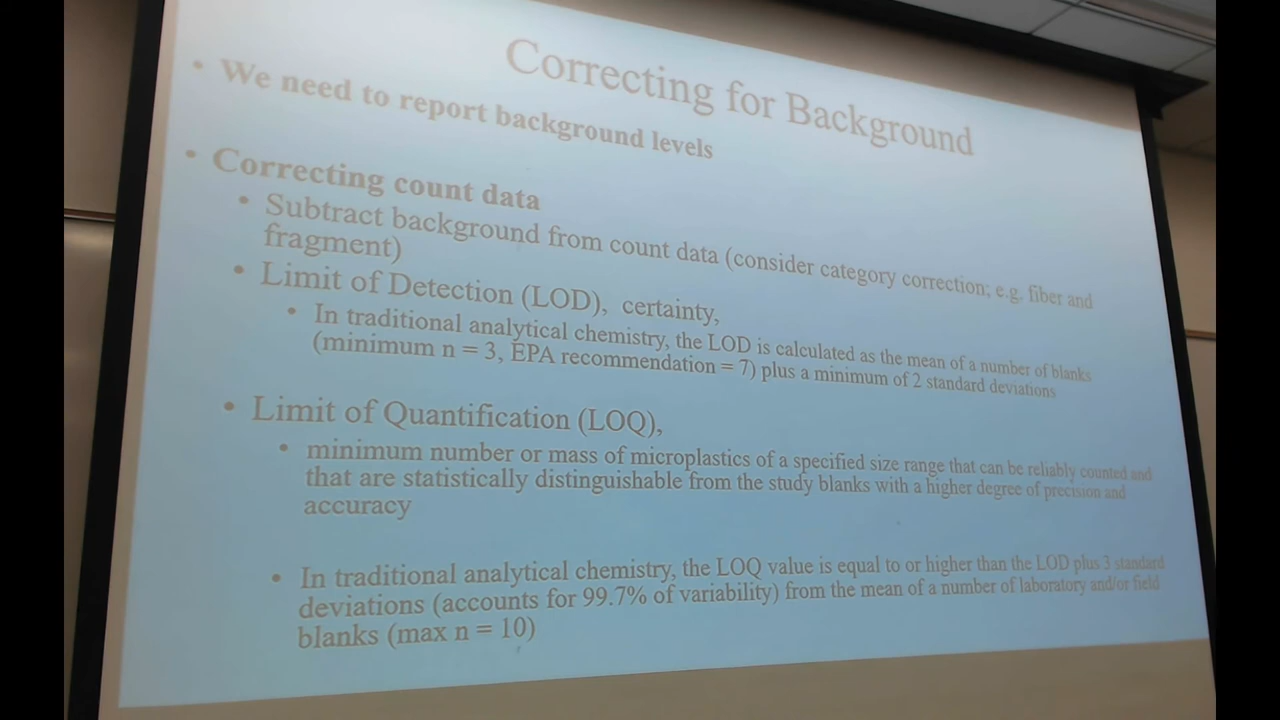 Correcting for Background
• We need to report background levels
• Correcting count data
• Subtract background from count data (consider category correction; e.g. fiber and
fragment)
• Limit of Detection (LOD), certainty,
• In traditional analytical chemistry, the LOD is calculated as the mean of a number of blanks
(minimum n = 3, EPA recommendation = 7) plus a minimum of 2 standard deviations
• Limit of Quantification (LOQ),
• minimum number or mass of microplastics of a specified size range that can be reliably counted and
that are statistically distinguishable from the study blanks with a higher degree of precision and
accuracy
• In traditional analytical chemistry, the LOQ value is equal to or higher than the LOD plus 3 standard
deviations (accounts for 99.7% of variability) from the mean of a number of laboratory and/or field
blanks (max n = 10)